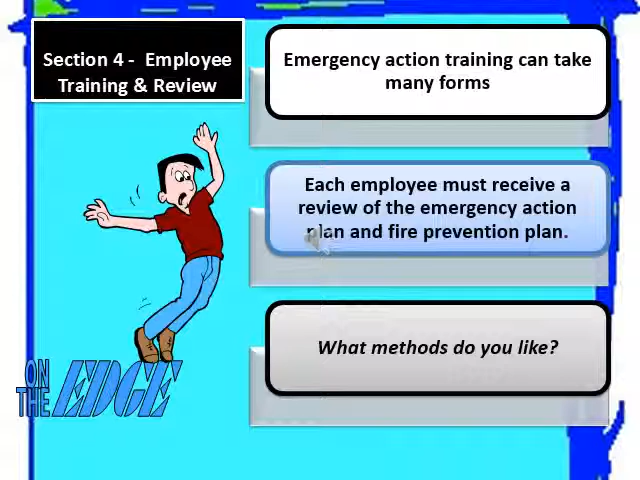 Section 4 -  Employee
Training & Review
Emergency action training can take
many forms
Each employee must receive a
review of the emergency action
plan and fire prevention plan.
What methods do you like?
ON
THE EDGE